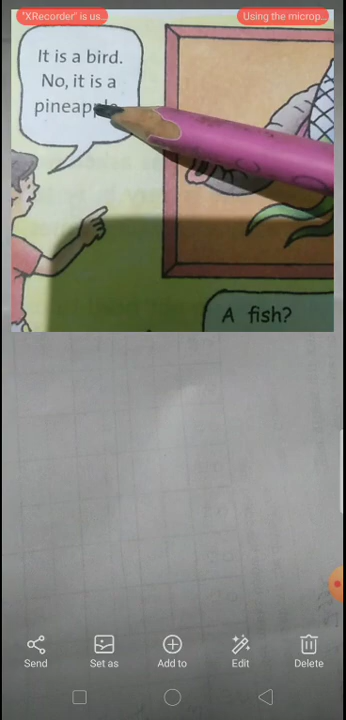 "XRecorder" is us...
Using the microp...
It is a bird.
No, it is a
A fish?
Send
Set as
Add to
Edit
Delete